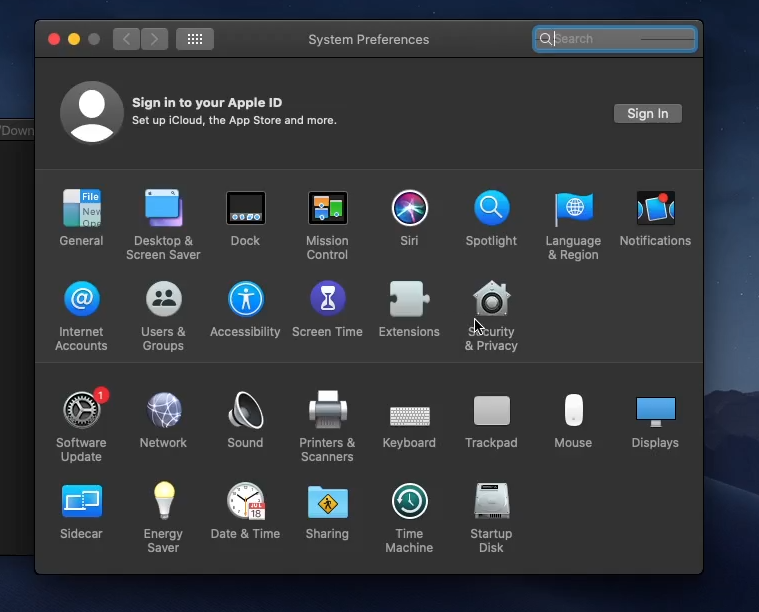 System Preferences
Search
/Down
Sign in to your Apple ID
Set up iCloud, the App Store and more.
Sign In
File
New
Ope
General
Desktop &
Screen Saver
Dock
Mission
Control
Siri
Spotlight
Language
& Region
Notifications
@
Internet
Accounts
Users &
Groups
Accessibility
Screen Time
Extensions
Security
& Privacy
1
Software
Update
Network
Sound
Printers &
Scanners
Keyboard
Trackpad
Mouse
Displays
Sidecar
Energy
Saver
JUL
18
Date & Time
Sharing
Time
Machine
Startup
Disk